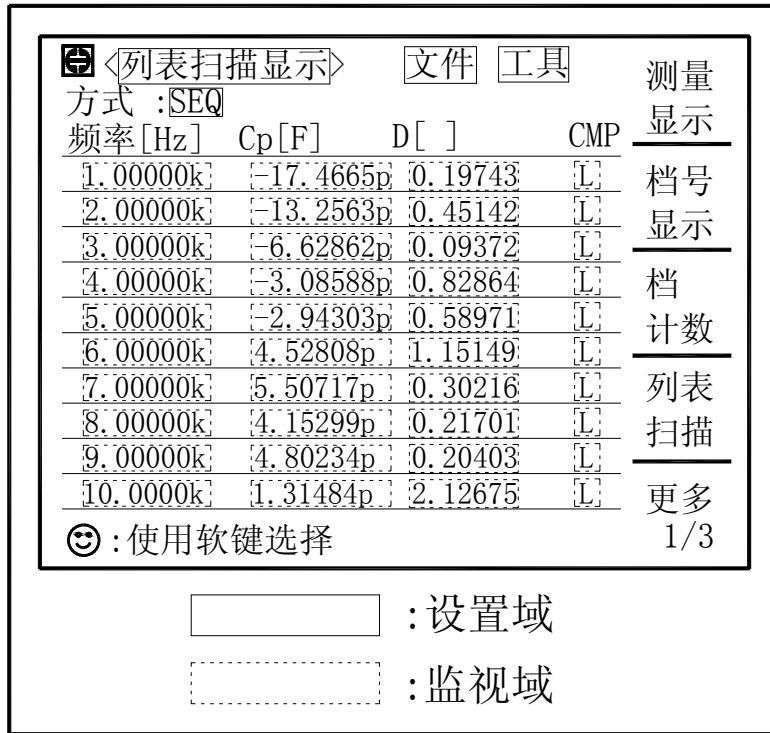 <列表扫描显示> 文件 工具
方式 :SEQ
频率[Hz] Cp[F] D[ ] CMP
1.00000k -17.4665p 0.19743 L
2.00000k -13.2563p 0.45142 L
3.00000k -6.62862p 0.09372 L
4.00000k -3.08588p 0.82864 L
5.00000k -2.94303p 0.58971 L
6.00000k 4.52808p 1.15149 L
7.00000k 5.50717p 0.30216 L
8.00000k 4.15299p 0.21701 L
9.00000k 4.80234p 0.20403 L
10.0000k 1.31484p 2.12675 L
:使用软键选择
测量
显示
档号
显示
档
计数
列表
扫描
更多
1/3
:设置域
:监视域